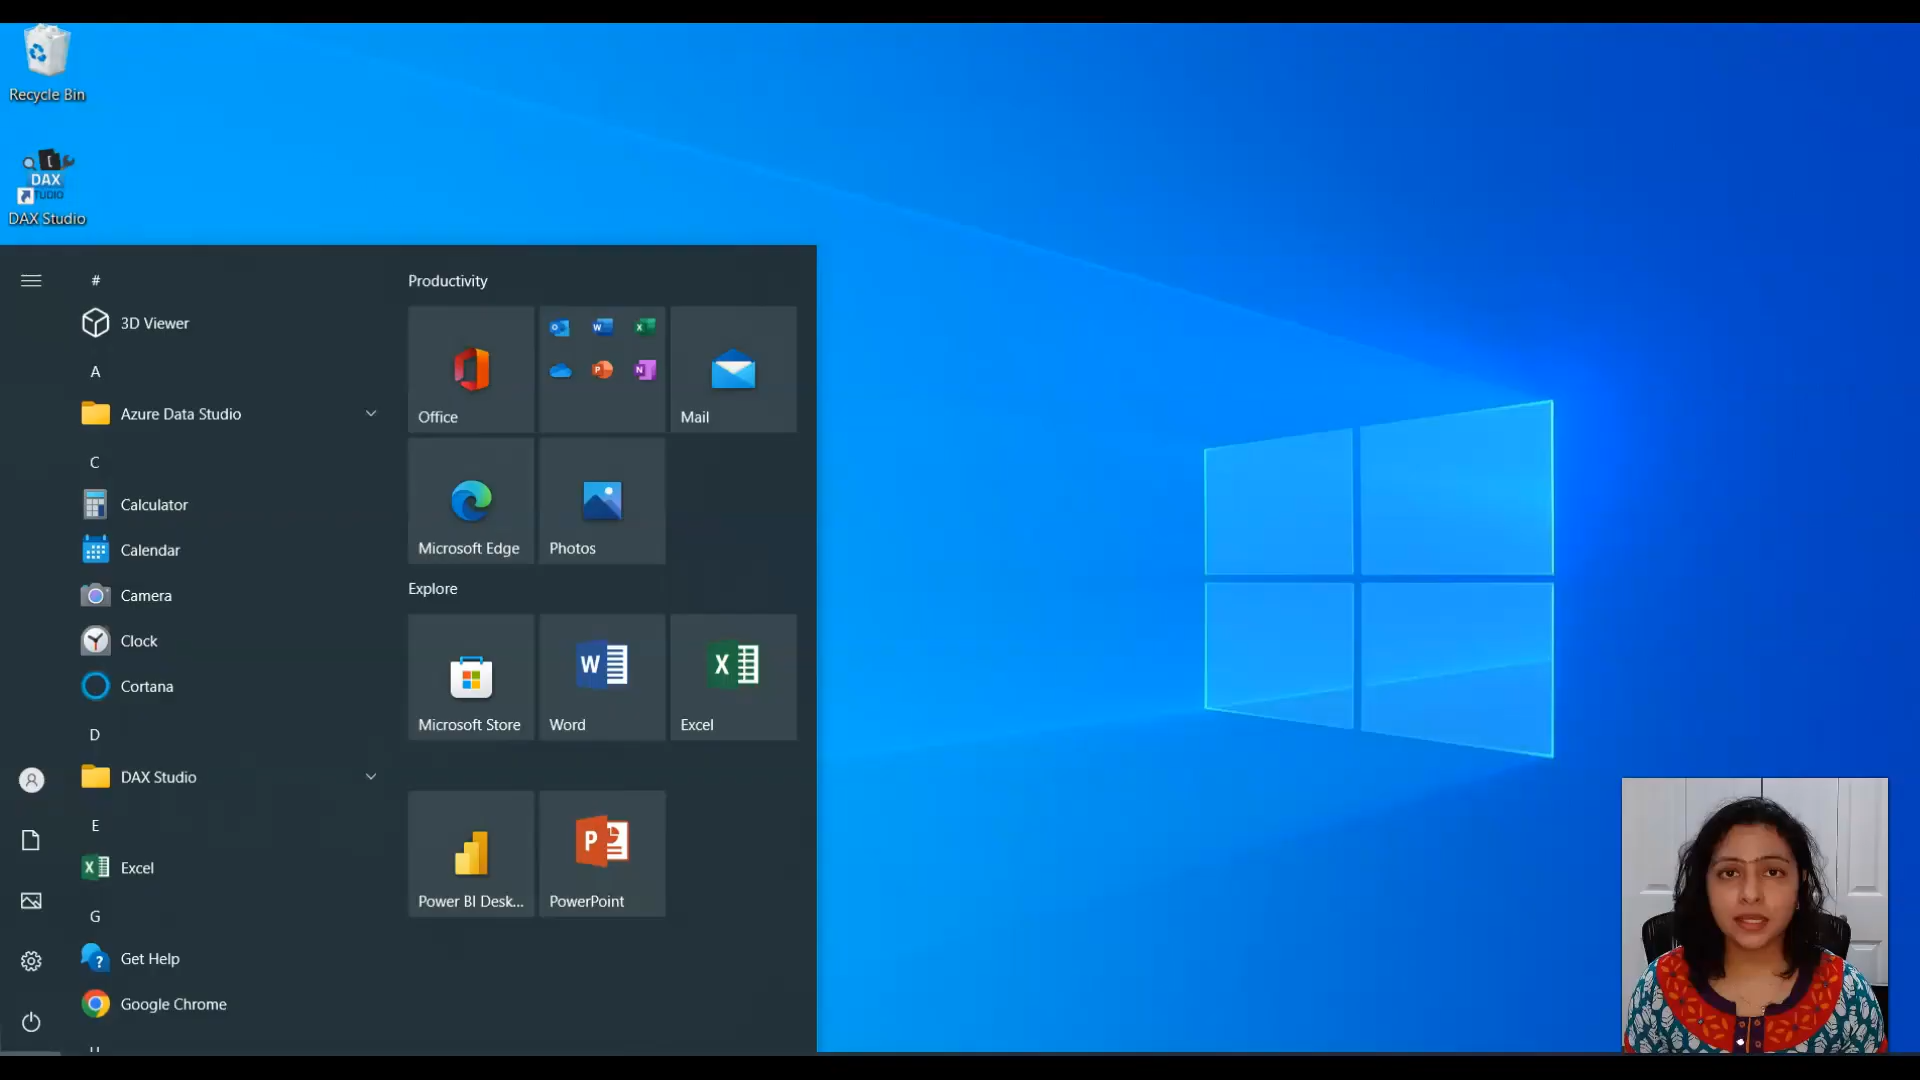 Recycle Bin
DAX
STUDIO
DAX Studio
#
3D Viewer
A
Azure Data Studio
C
Calculator
Calendar
Camera
Clock
Cortana
D
DAX Studio
E
Excel
G
Get Help
Google Chrome
Productivity
Office
Mail
Microsoft Edge
Photos
Explore
Microsoft Store
Word
Excel
Power BI Desk...
PowerPoint